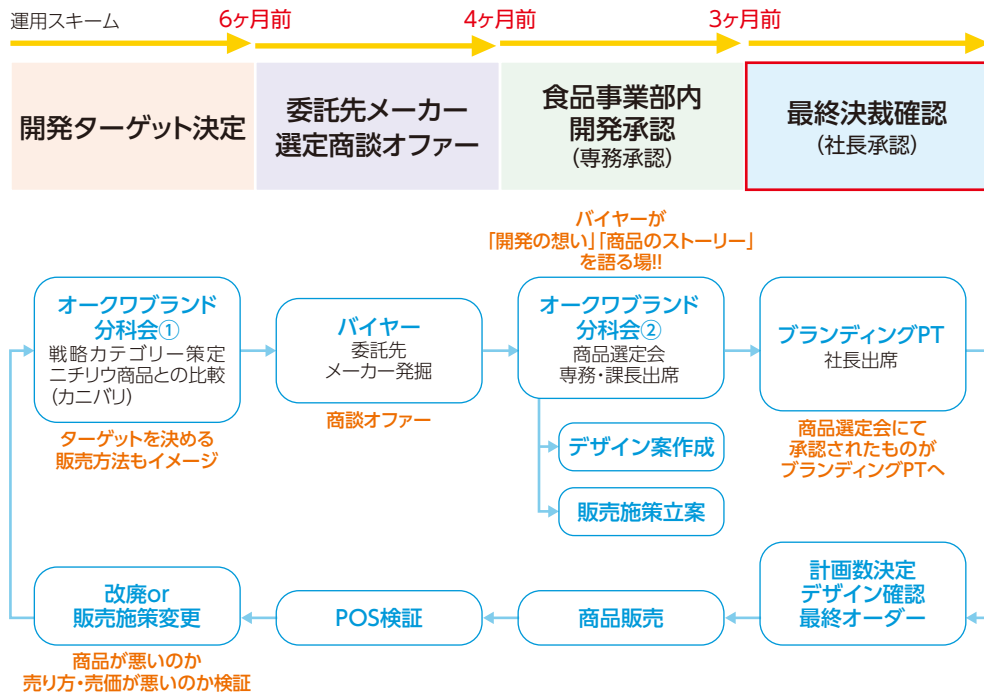 運用スキーム
6ヶ月前
4ヶ月前
3ヶ月前
開発ターゲット決定
委託先メーカー
選定商談オファー
食品事業部内
開発承認
(専務承認)
最終決裁確認
(社長承認)
バイヤーが
「開発の想い」「商品のストーリー」
を語る場!!
オークワブランド
分科会①
戦略カテゴリー策定
ニチリウ商品との比較
(カニバリ)
ターゲットを決める
販売方法もイメージ
バイヤー
委託先
メーカー発掘
商談オファー
オークワブランド
分科会②
商品選定会
専務・課長出席
デザイン案作成
販売施策立案
ブランディングPT
社長出席
商品選定会にて
承認されたものが
ブランディングPTへ
計画数決定
デザイン確認
最終オーダー
商品販売
POS検証
改廃or
販売施策変更
商品が悪いのか
売り方・売価が悪いのか検証